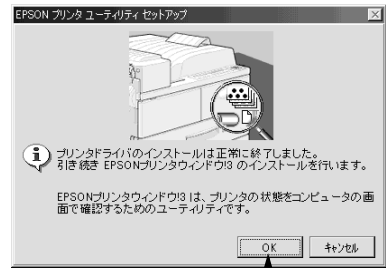 EPSON プリンタ ユーティリティ セットアップ
プリンタドライバのインストールは正常に終了しました。
引き続き EPSONプリンタウィンドウ!3 のインストールを行います。
EPSONプリンタウィンドウ!3 は、プリンタの状態をコンピュータの画
面で確認するためのユーティリティです。
OK
キャンセル